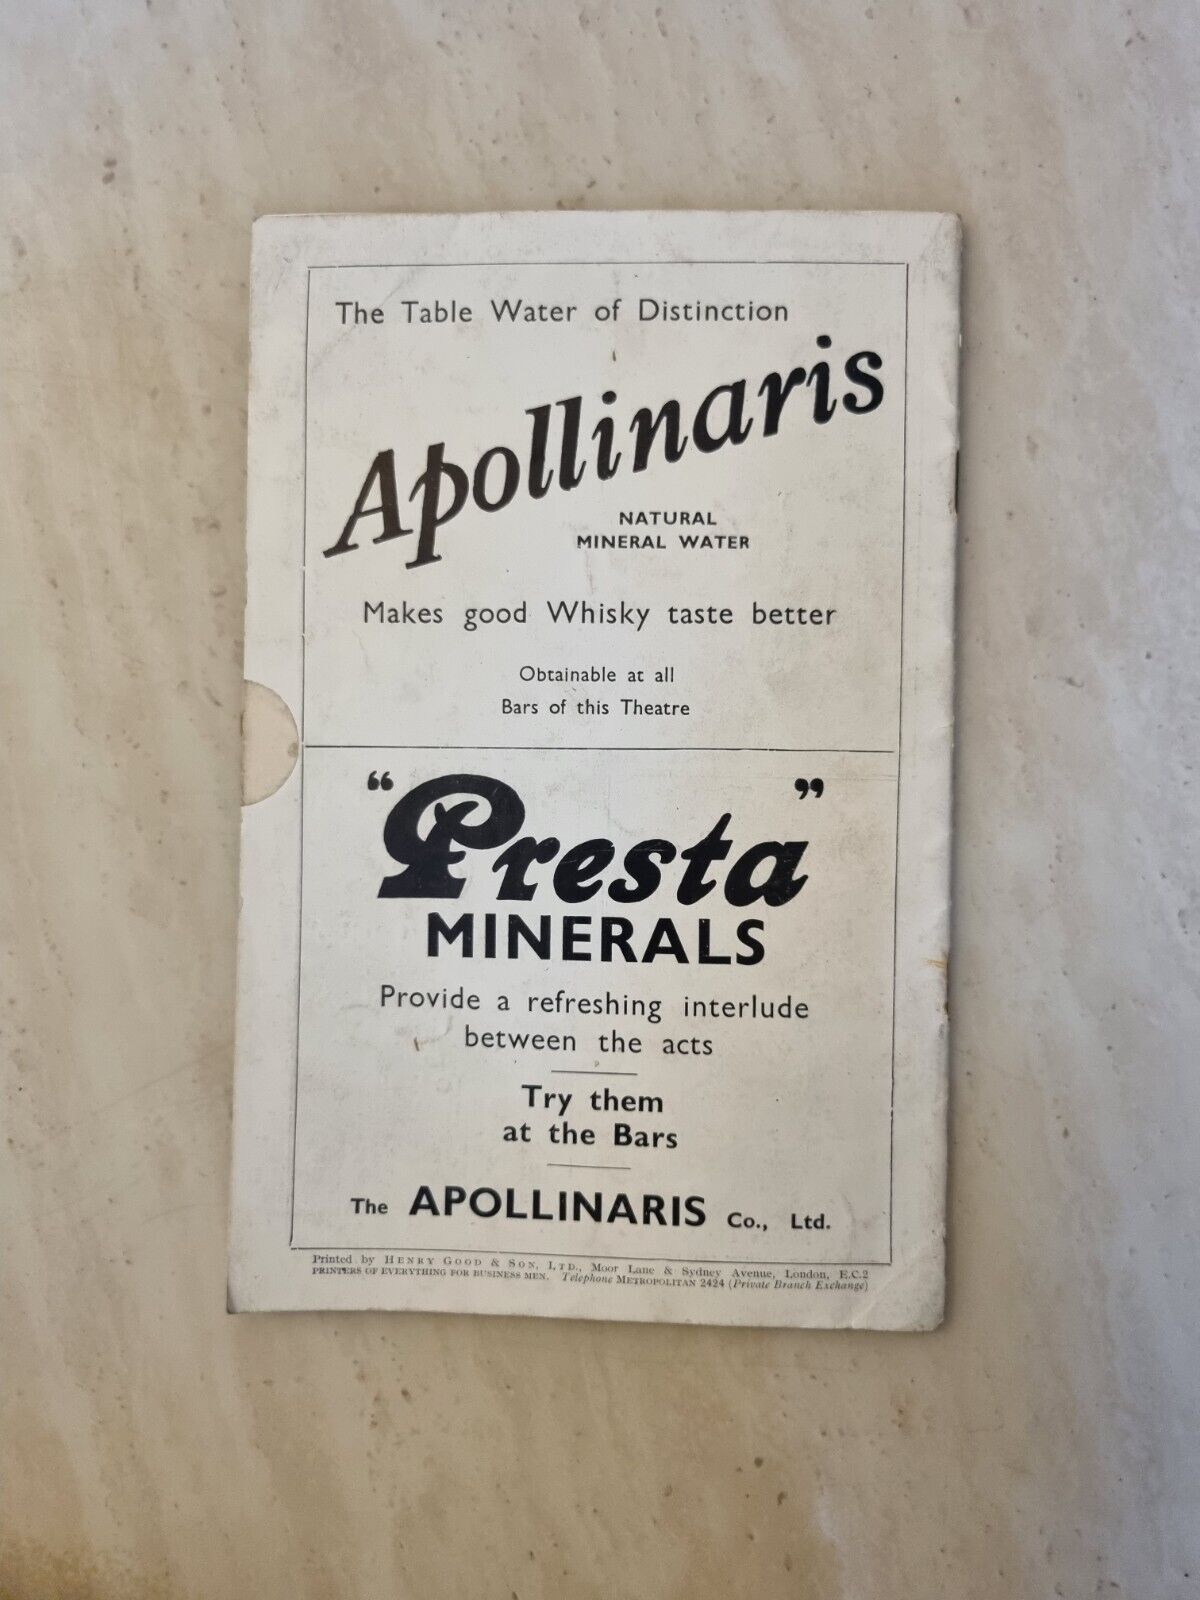 The Table Water of Distinction
Apollinaris
NATURAL
MINERAL WATER
Makes good Whisky taste better
Obtainable at all
Bars of this Theatre
"Presta"
MINERALS
Provide a refreshing interlude
between the acts
Try them
at the Bars
The APOLLINARIS Co., Ltd.
Printed by HENRY GOOD & SON, LTD., Moor Lane & Sydney Avenue, London, E.C.2
PRINTERS OF EVERYTHING FOR BUSINESS MEN. Telephone METROPOLITAN 2424 (Private Branch Exchange)